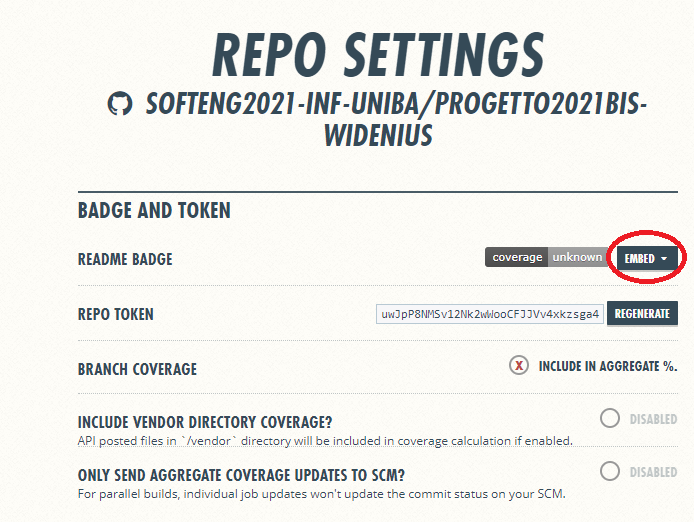 REPO SETTINGS
SOFTENG2021-INF-UNIBA/PROGETTO2021BIS-
WIDENIUS
BADGE AND TOKEN
README BADGE coverage unknown EMBED
REPO TOKEN uwJpP8NMSv12Nk2wWooCFJJVv4xkzsga4 REGENERATE
BRANCH COVERAGE X INCLUDE IN AGGREGATE %.
INCLUDE VENDOR DIRECTORY COVERAGE? DISABLED
API posted files in `/vendor` directory will be included in coverage calculation if enabled.
ONLY SEND AGGREGATE COVERAGE UPDATES TO SCM? DISABLED
For parallel builds, individual job updates won't update the commit status on your SCM.